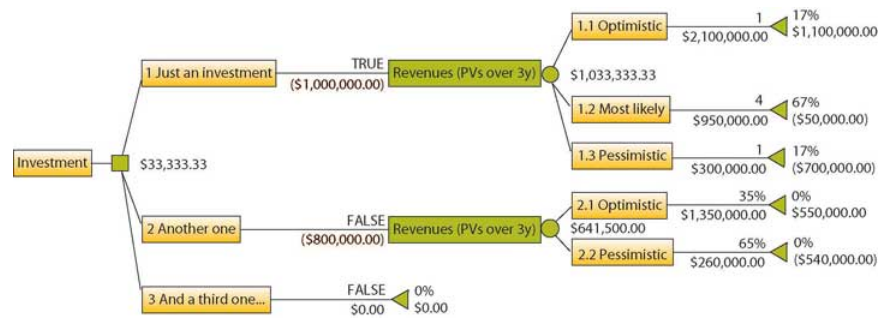 1.1 Optimistic
1
$2,100,000.00
17%
$1,100,000.00
1 Just an investment
TRUE
($1,000,000.00)
Revenues (PVs over 3y)
$1,033,333.33
1.2 Most likely
4
$950,000.00
67%
($50,000.00)
1.3 Pessimistic
1
$300,000.00
17%
($700,000.00)
Investment
$33,333.33
2.1 Optimistic
35%
$1,350,000.00
0%
$550,000.00
2 Another one
FALSE
($800,000.00)
Revenues (PVs over 3y)
$641,500.00
2.2 Pessimistic
65%
$260,000.00
0%
($540,000.00)
3 And a third one...
FALSE
$0.00
0%
$0.00